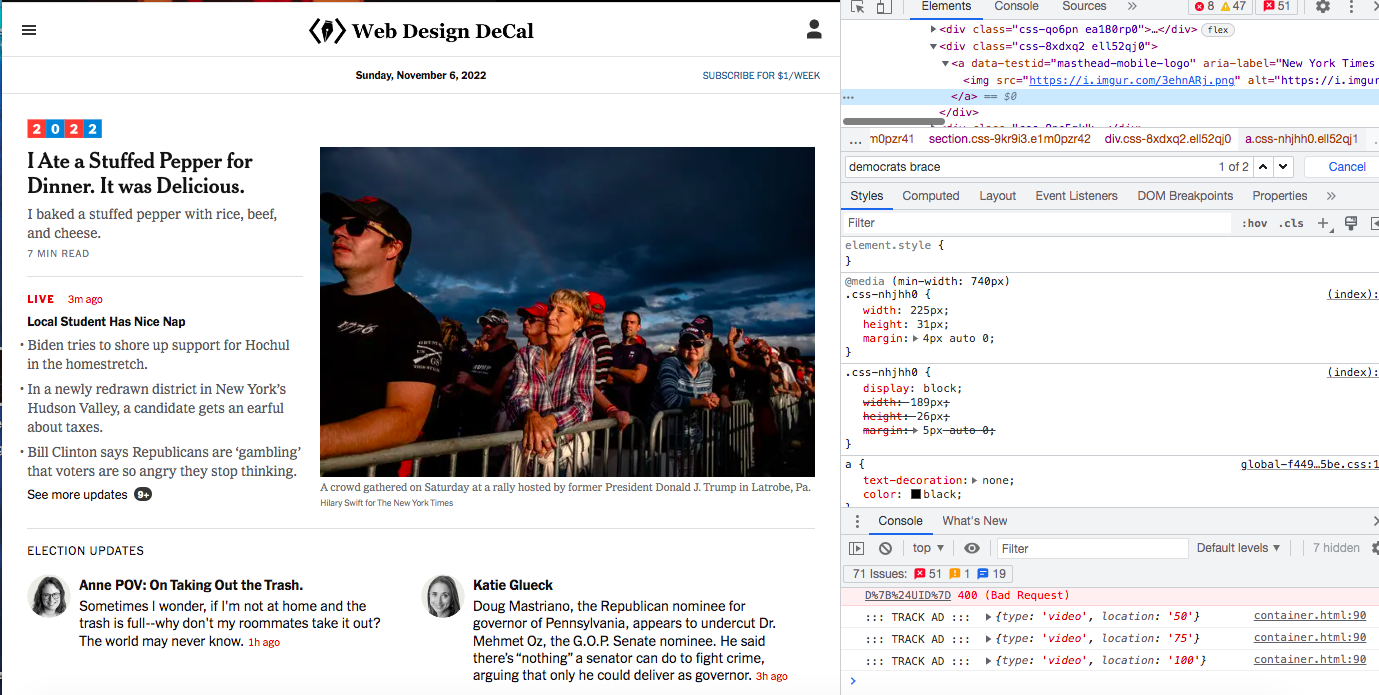 Web Design DeCal
Sunday, November 6, 2022
SUBSCRIBE FOR $1/WEEK
2022
I Ate a Stuffed Pepper for
Dinner. It was Delicious.
I baked a stuffed pepper with rice, beef,
and cheese.
7 MIN READ
LIVE 3m ago
Local Student Has Nice Nap
• Biden tries to shore up support for Hochul
in the homestretch.
• In a newly redrawn district in New York’s
Hudson Valley, a candidate gets an earful
about taxes.
• Bill Clinton says Republicans are ‘gambling’
that voters are so angry they stop thinking.
See more updates 9+
1776
A crowd gathered on Saturday at a rally hosted by former President Donald J. Trump in Latrobe, Pa.
Hilary Swift for The New York Times
ELECTION UPDATES
Anne POV: On Taking Out the Trash.
Sometimes I wonder, if I'm not at home and the
trash is full--why don't my roommates take it out?
The world may never know. 1h ago
Katie Glueck
Doug Mastriano, the Republican nominee for
governor of Pennsylvania, appears to undercut Dr.
Mehmet Oz, the G.O.P. Senate nominee. He said
there’s “nothing” a senator can do to fight crime,
arguing that only he could deliver as governor. 3h ago
Elements Console Sources » 8 47 51
<div class="css-qo6pn ea180rp0">…</div> flex
<div class="css-8xdxq2 ell52qj0">
<a data-testid="masthead-mobile-logo" aria-label="New York Times
<img src="https://i.imgur.com/3ehnARj.png" alt="https://i.imgur
</a> == $0
</div>
… m0pzr41 section.css-9kr9i3.e1m0pzr42 div.css-8xdxq2.ell52qj0 a.css-nhjhh0.ell52qj1
democrats brace 1 of 2 Cancel
Styles Computed Layout Event Listeners DOM Breakpoints Properties »
Filter :hov .cls +
element.style {
}
@media (min-width: 740px)
.css-nhjhh0 { (index):
width: 225px;
height: 31px;
margin: 4px auto 0;
}
.css-nhjhh0 { (index):
display: block;
width: 189px;
height: 26px;
margin: 5px auto 0;
}
a { global-f449…5be.css:1
text-decoration: none;
color: black;
Console What's New
top Filter Default levels 7 hidden
71 Issues: 51 1 19
D%7B%24UID%7D 400 (Bad Request)
::: TRACK AD ::: {type: 'video', location: '50'} container.html:90
::: TRACK AD ::: {type: 'video', location: '75'} container.html:90
::: TRACK AD ::: {type: 'video', location: '100'} container.html:90